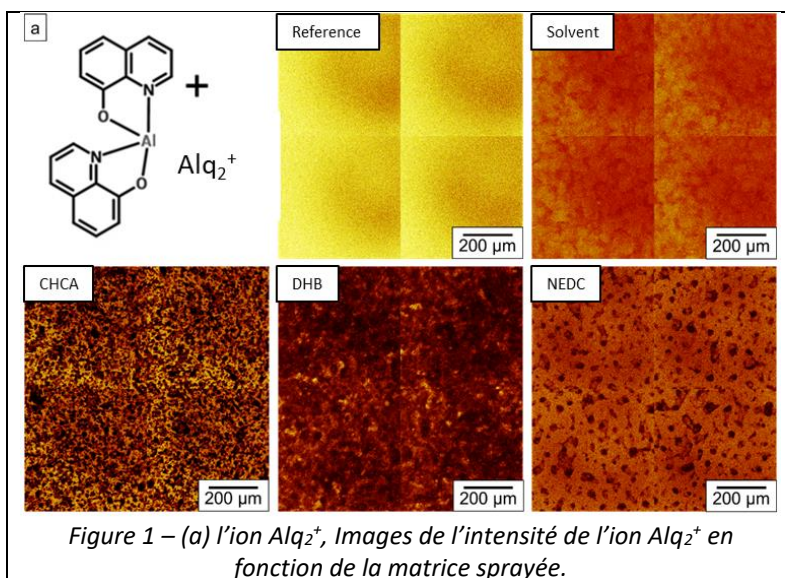 a
Reference
Solvent
N
O
Al
N
O
+
Alq₂⁺
200 µm
200 µm
CHCA
DHB
NEDC
200 µm
200 µm
200 µm
Figure 1 – (a) l’ion Alq₂⁺, Images de l’intensité de l’ion Alq₂⁺ en
fonction de la matrice sprayée.